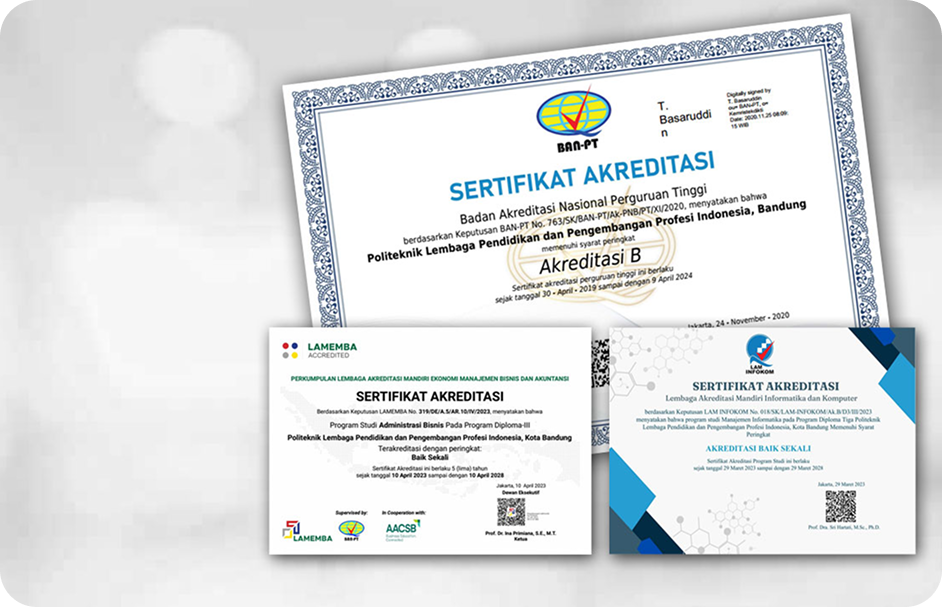 BAN-PT
T.
Basaruddi
n
Digitally signed by
T. Basaruddin
DN: BAN-PT, o=
Kemristekdikti
Date: 2020.11.25 08:09:
15 WIB
SERTIFIKAT AKREDITASI
Badan Akreditasi Nasional Perguruan Tinggi
berdasarkan Keputusan BAN-PT No. 763/SK/BAN-PT/Ak-PNB/PT/XI/2020, menyatakan bahwa
Politeknik Lembaga Pendidikan dan Pengembangan Profesi Indonesia, Bandung
memenuhi syarat peringkat
Akreditasi B
Sertifikat akreditasi perguruan tinggi ini berlaku
sejak tanggal 30 - April - 2019 sampai dengan 9 April 2024
Jakarta, 24 - November - 2020
LAMEMBA
ACCREDITED
PERKUMPULAN LEMBAGA AKREDITASI MANDIRI EKONOMI MANAJEMEN BISNIS DAN AKUNTANSI
SERTIFIKAT AKREDITASI
Berdasarkan Keputusan LAMEMBA No. 319/DE/A.5/AR.10/IV/2023, menyatakan bahwa
Program Studi Administrasi Bisnis Pada Program Diploma-III
Politeknik Lembaga Pendidikan dan Pengembangan Profesi Indonesia, Kota Bandung
Terakreditasi dengan peringkat:
Baik Sekali
Sertifikat Akreditasi ini berlaku 5 (lima) tahun
sejak tanggal 10 April 2023 sampai dengan 10 April 2028
Jakarta, 10 April 2023
Dewan Eksekutif
Supervised by:
In Cooperation with:
LAMEMBA
BAN-PT
AACSB
Business Education
Prof. Dr. Ina Primiana, S.E., M.T.
Ketua
LAM
INFOKOM
SERTIFIKAT AKREDITASI
Lembaga Akreditasi Mandiri Informatika dan Komputer
berdasarkan Keputusan LAM INFOKOM No. 018/SK/LAM-INFOKOM/Ak.B/D3/III/2023
menyatakan bahwa program studi Manajemen Informatika pada Program Diploma Tiga Politeknik
Lembaga Pendidikan dan Pengembangan Profesi Indonesia, Kota Bandung Memenuhi Syarat
Peringkat
AKREDITASI BAIK SEKALI
Sertifikat Akreditasi Program Studi ini berlaku
sejak tanggal 29 Maret 2023 sampai dengan 29 Maret 2028
Jakarta, 29 Maret 2023
Prof. Dra. Sri Hartati, M.Sc., Ph.D.